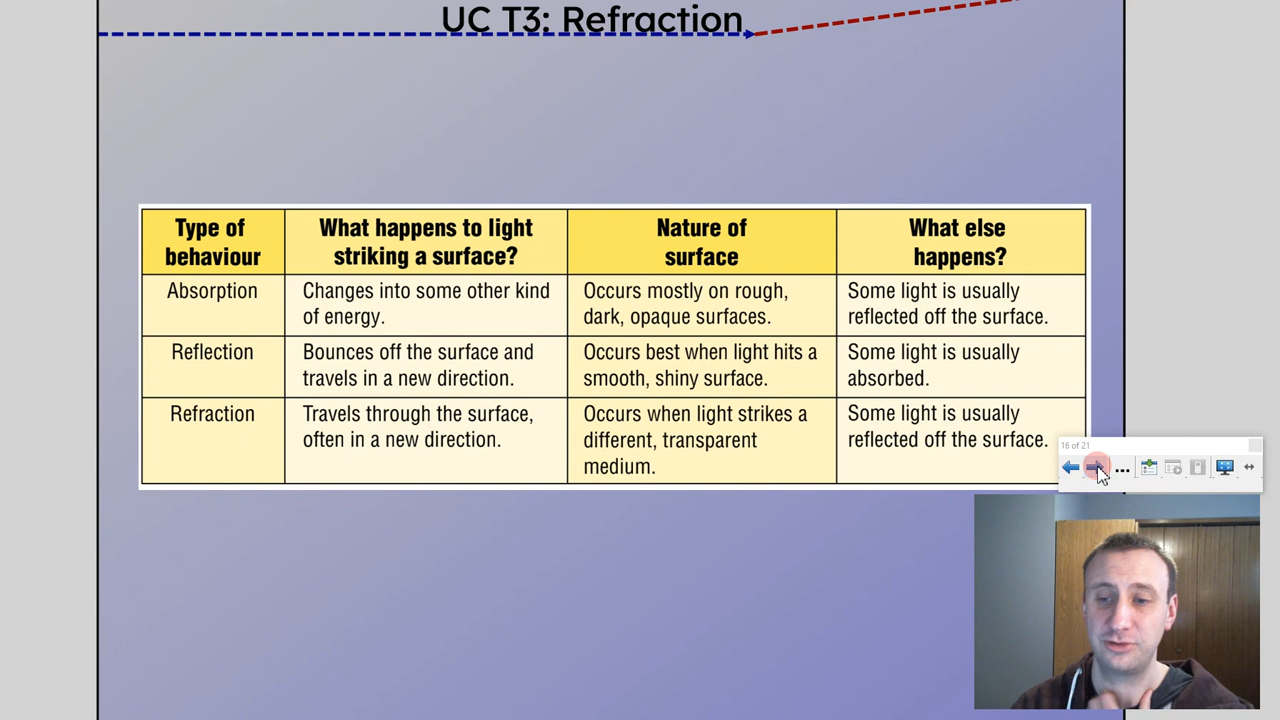 UC T3: Refraction
Type of behaviour
What happens to light striking a surface?
Nature of surface
What else happens?
Absorption
Changes into some other kind
of energy.
Occurs mostly on rough,
dark, opaque surfaces.
Some light is usually
reflected off the surface.
Reflection
Bounces off the surface and
travels in a new direction.
Occurs best when light hits a
smooth, shiny surface.
Some light is usually
absorbed.
Refraction
Travels through the surface,
often in a new direction.
Occurs when light strikes a
different, transparent
medium.
Some light is usually
reflected off the surface.
16 of 21